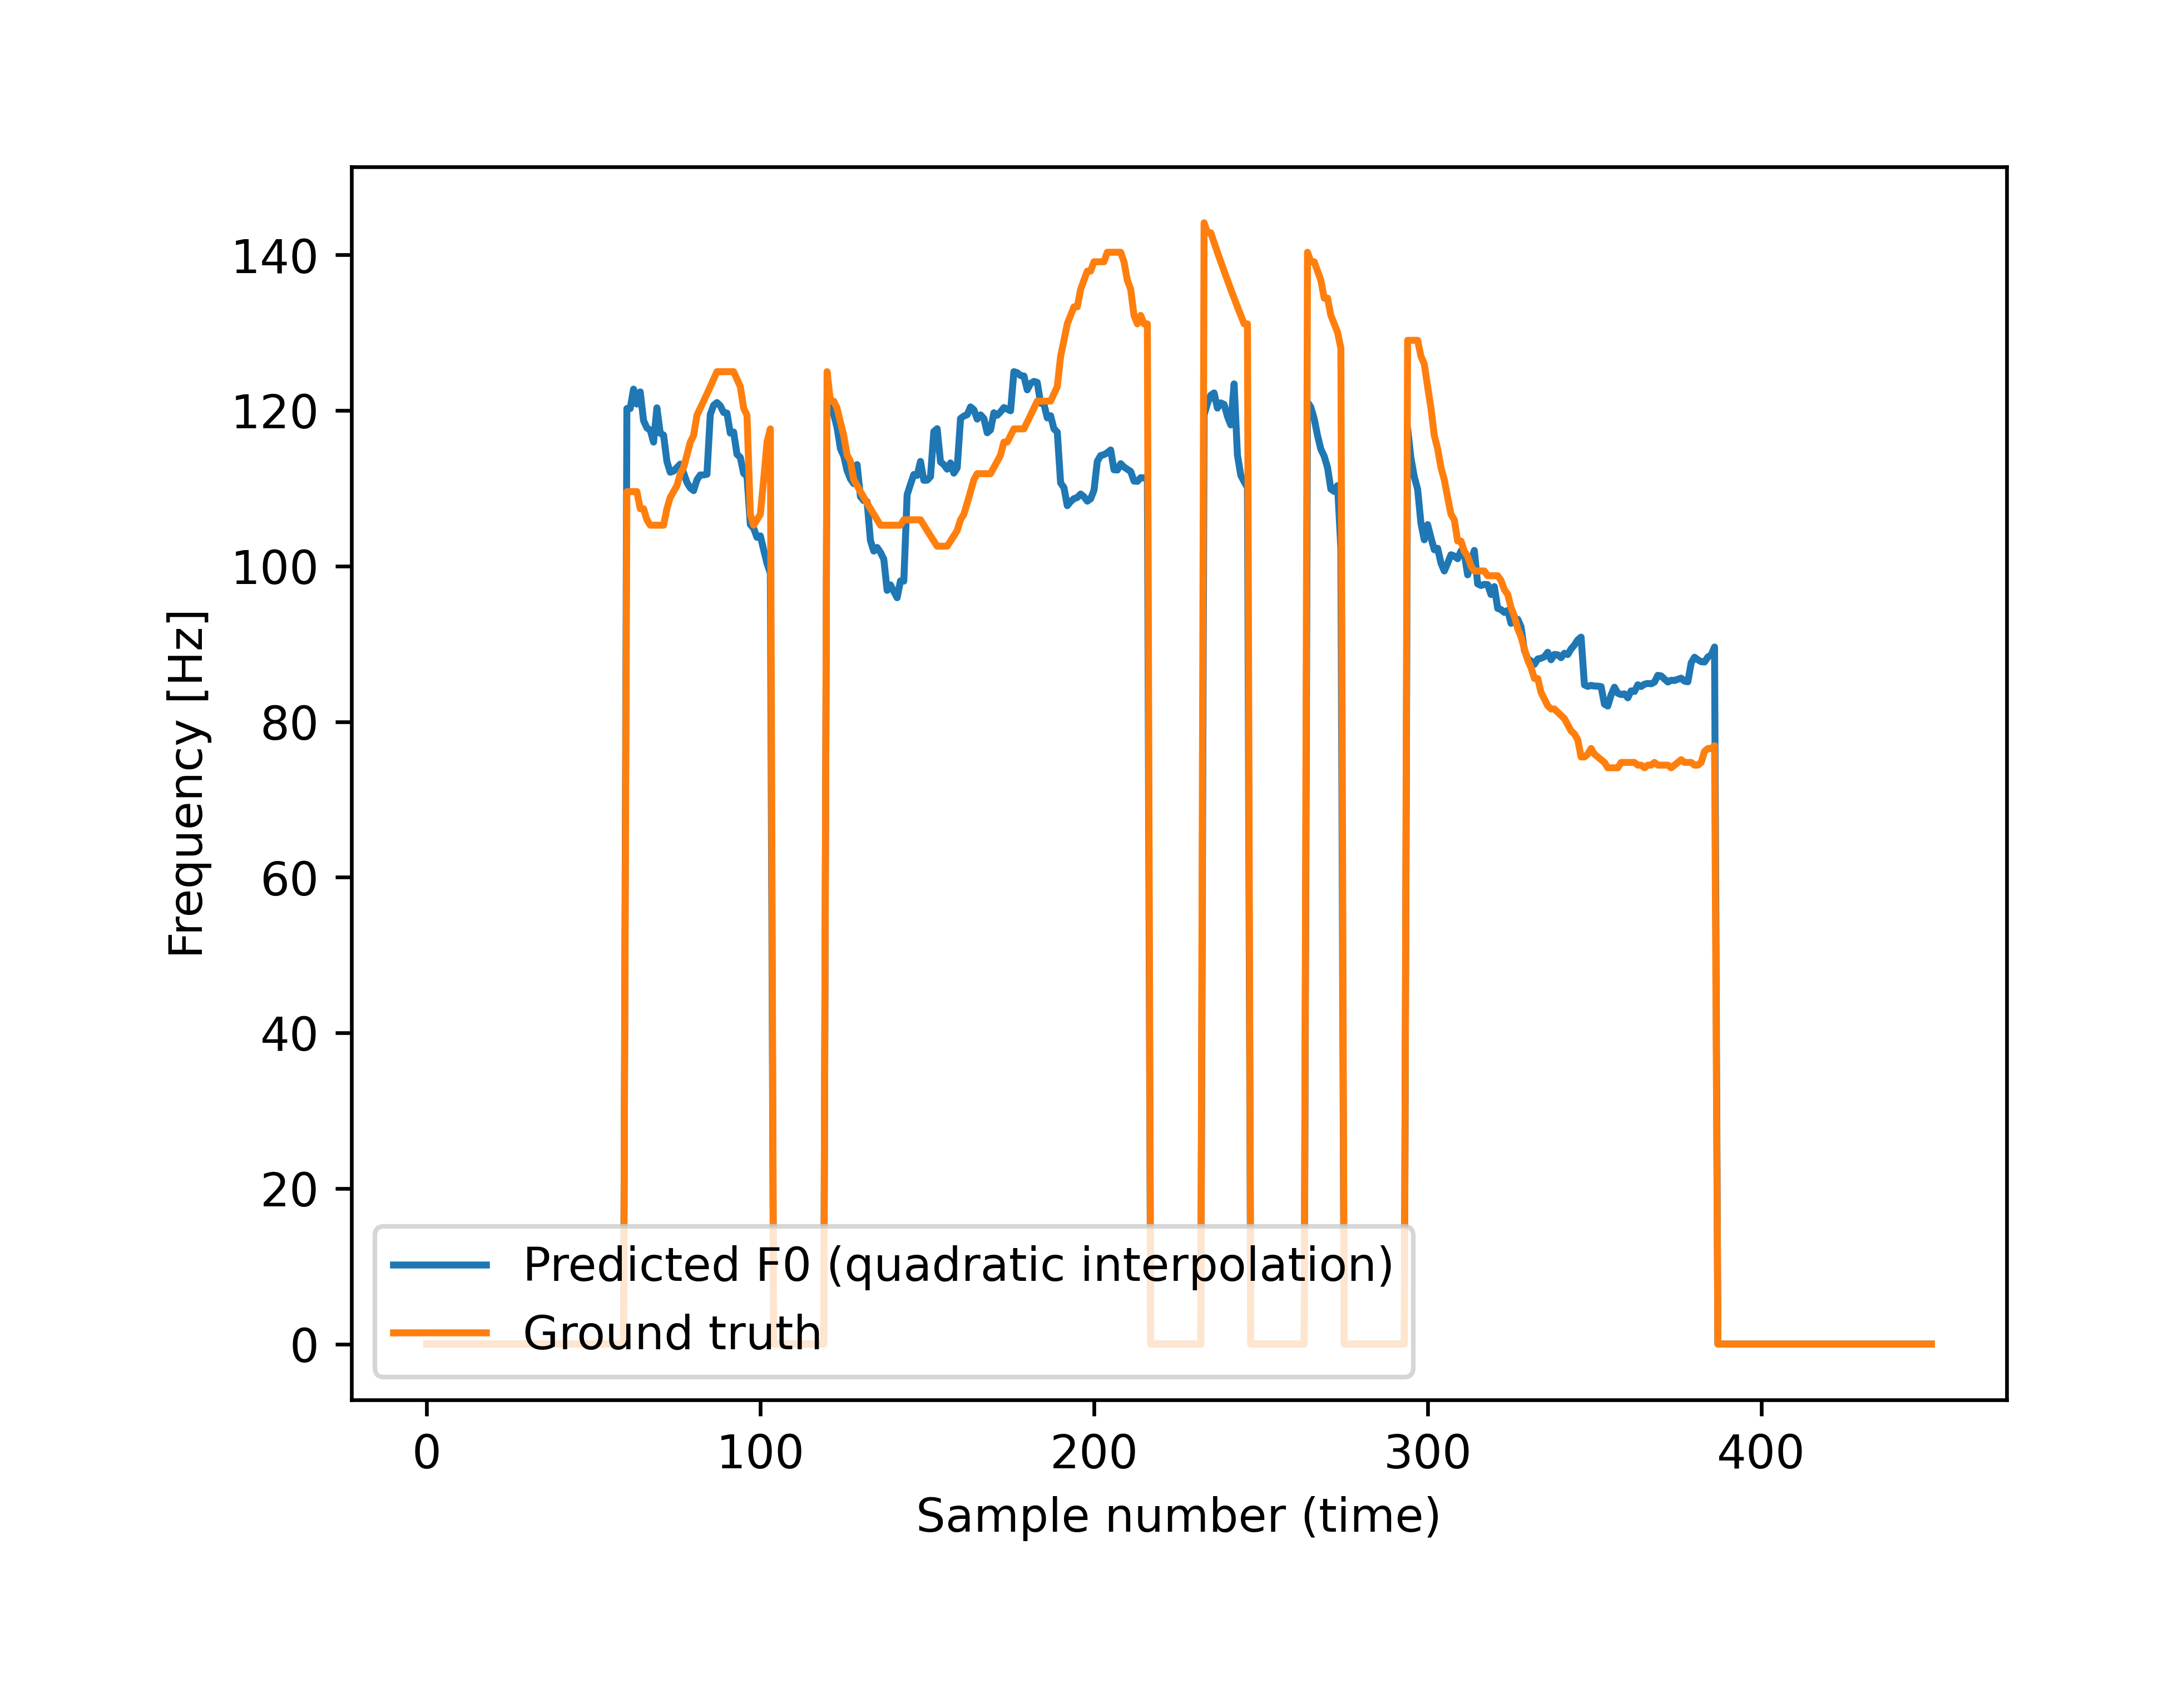 140
120
100
80
60
40
20
0
Frequency [Hz]
Predicted F0 (quadratic interpolation)
Ground truth
0 100 200 300 400
Sample number (time)